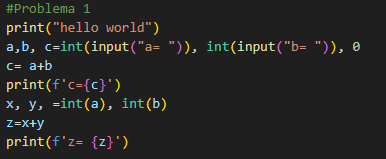 #Problema 1
print("hello world")
a,b, c=int(input("a= ")), int(input("b= ")), 0
c= a+b
print(f'c={c}')
x, y, =int(a), int(b)
z=x+y
print(f'z= {z}')